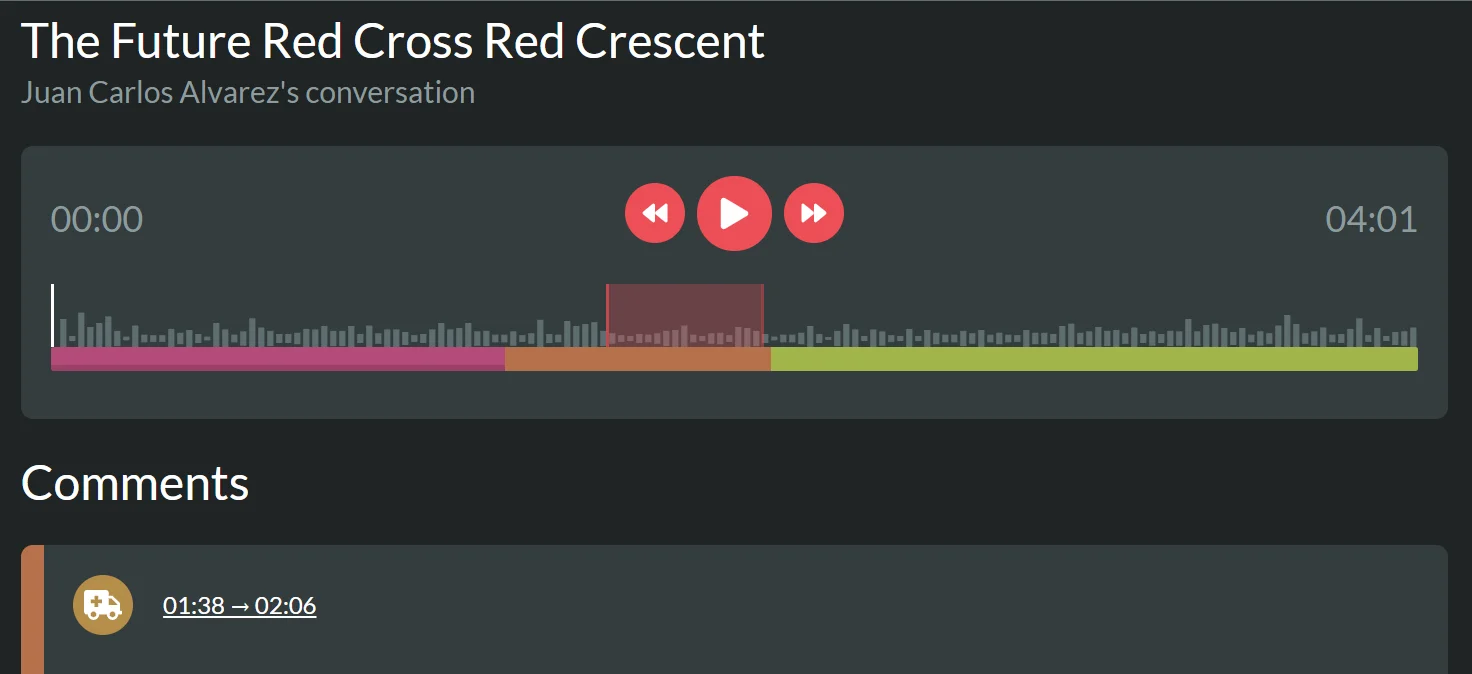 The Future Red Cross Red Crescent
Juan Carlos Alvarez's conversation
00:00
04:01
Comments
01:38 → 02:06